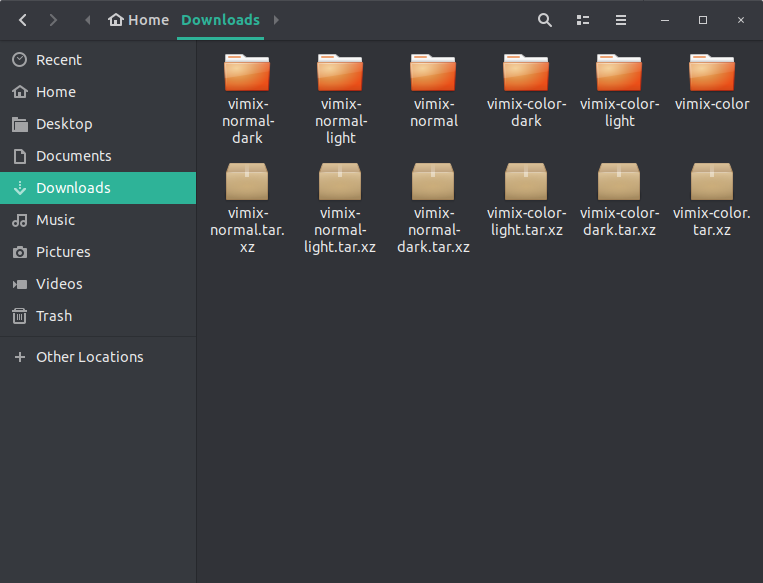 Home Downloads
Recent
Home
Desktop
Documents
Downloads
Music
Pictures
Videos
Trash
Other Locations
vimix-
normal-
dark
vimix-
normal-
light
vimix-
normal
vimix-color-
dark
vimix-color-
light
vimix-color
vimix-
normal.tar.
xz
vimix-
normal-
light.tar.xz
vimix-
normal-
dark.tar.xz
vimix-color-
light.tar.xz
vimix-color-
dark.tar.xz
vimix-color.
tar.xz